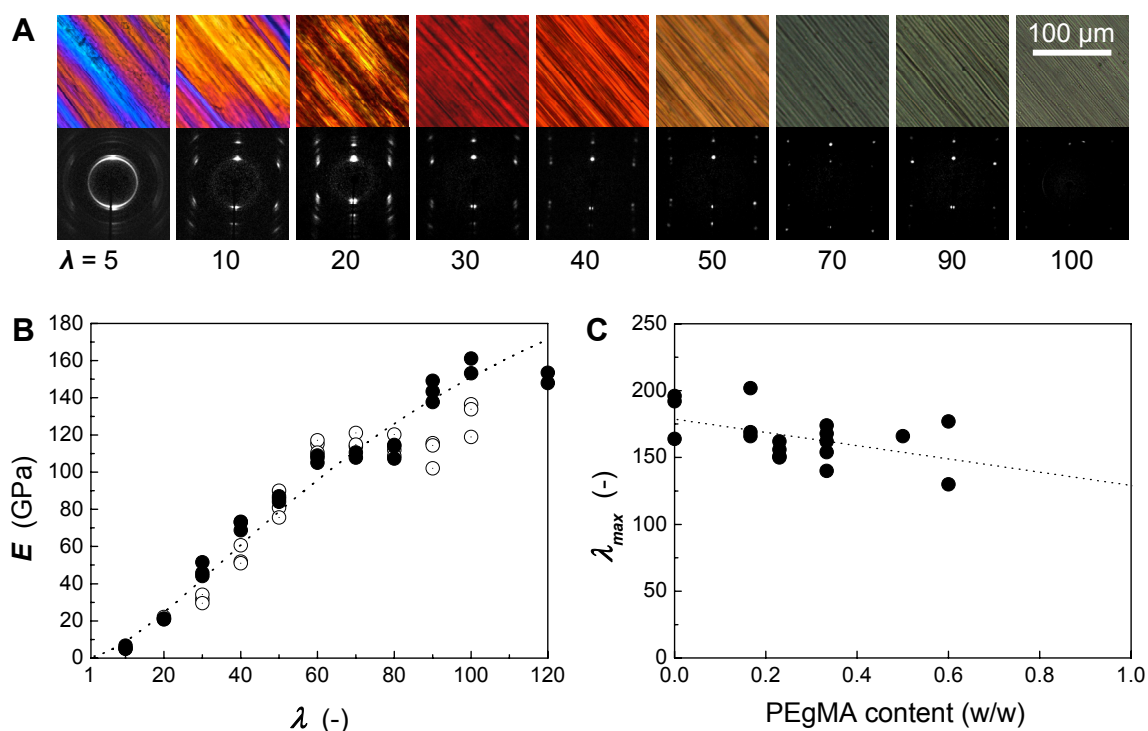 A
100 µm
λ = 5 10 20 30 40 50 70 90 100
B
180
160
140
120
100
80
60
40
20
0
E (GPa)
1 20 40 60 80 100 120
λ (-)
C
250
200
150
100
50
0
λmax (-)
0.0 0.2 0.4 0.6 0.8 1.0
PEgMA content (w/w)